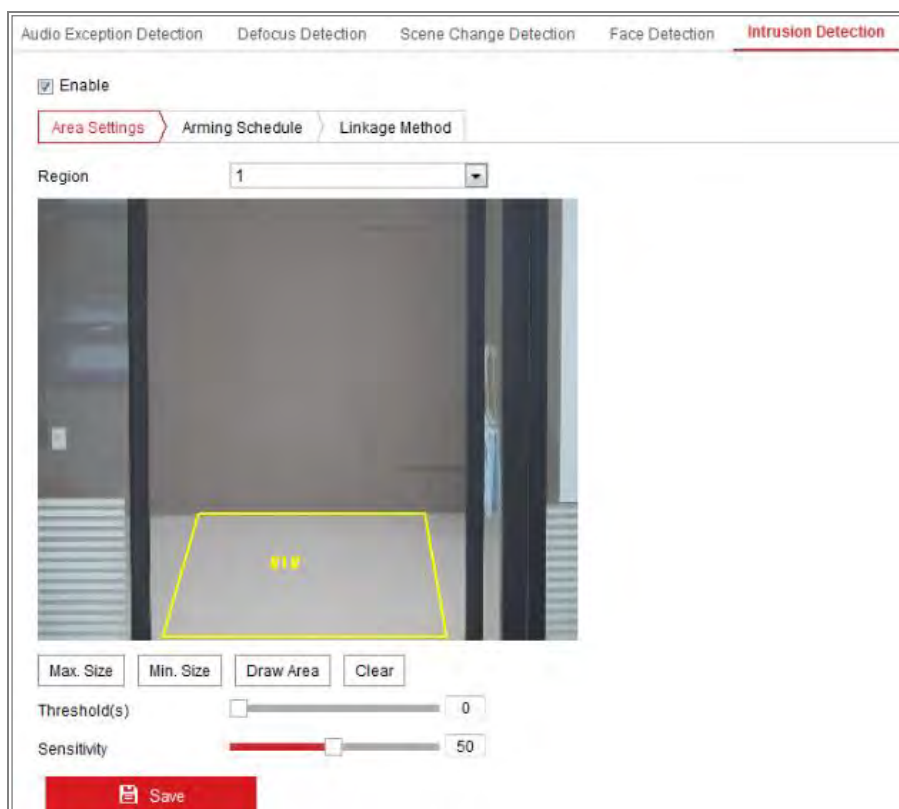 Audio Exception Detection Defocus Detection Scene Change Detection Face Detection Intrusion Detection
Enable
Area Settings Arming Schedule Linkage Method
Region 1
Max. Size Min. Size Draw Area Clear
Threshold(s) 0
Sensitivity 50
Save